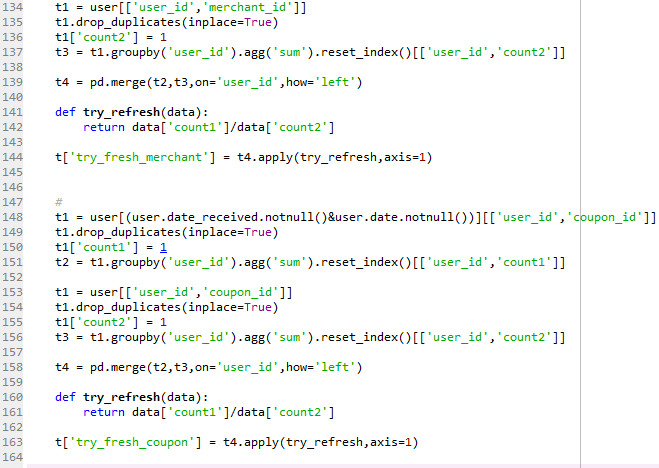 134 t1 = user[['user_id','merchant_id']]
135 t1.drop_duplicates(inplace=True)
136 t1['count2'] = 1
137 t3 = t1.groupby('user_id').agg('sum').reset_index()[['user_id','count2']]
138
139 t4 = pd.merge(t2,t3,on='user_id',how='left')
140
141 def try_refresh(data):
142     return data['count1']/data['count2']
143
144 t['try_fresh_merchant'] = t4.apply(try_refresh,axis=1)
145
146
147 #
148 t1 = user[(user.date_received.notnull()&user.date.notnull())][['user_id','coupon_id']]
149 t1.drop_duplicates(inplace=True)
150 t1['count1'] = 1
151 t2 = t1.groupby('user_id').agg('sum').reset_index()[['user_id','count1']]
152
153 t1 = user[['user_id','coupon_id']]
154 t1.drop_duplicates(inplace=True)
155 t1['count2'] = 1
156 t3 = t1.groupby('user_id').agg('sum').reset_index()[['user_id','count2']]
157
158 t4 = pd.merge(t2,t3,on='user_id',how='left')
159
160 def try_refresh(data):
161     return data['count1']/data['count2']
162
163 t['try_fresh_coupon'] = t4.apply(try_refresh,axis=1)
164